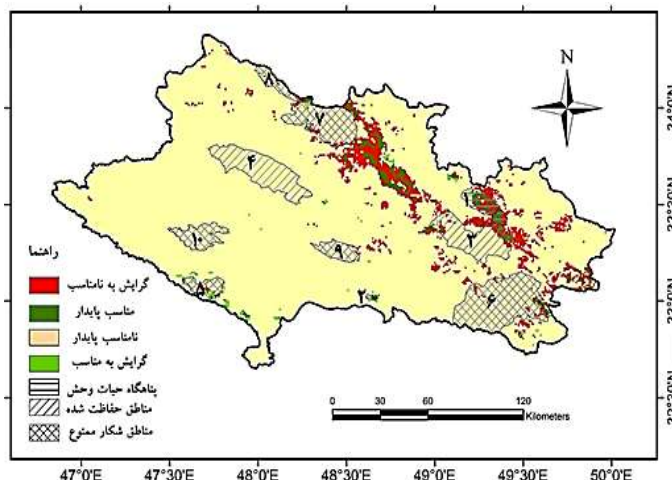 N
۸
۷
۴
۱
۳
۱۰
۹
۵
۲
۶
34°0'N
33°30'N
33°0'N
32°30'N
راهنما
گرایش به نامناسب
مناسب پایدار
نامناسب پایدار
گرایش به مناسب
پناهگاه حیات وحش
مناطق حفاظت شده
مناطق شکار ممنوع
0 30 60 120
Kilometers
47°0'E 47°30'E 48°0'E 48°30'E 49°0'E 49°30'E 50°0'E